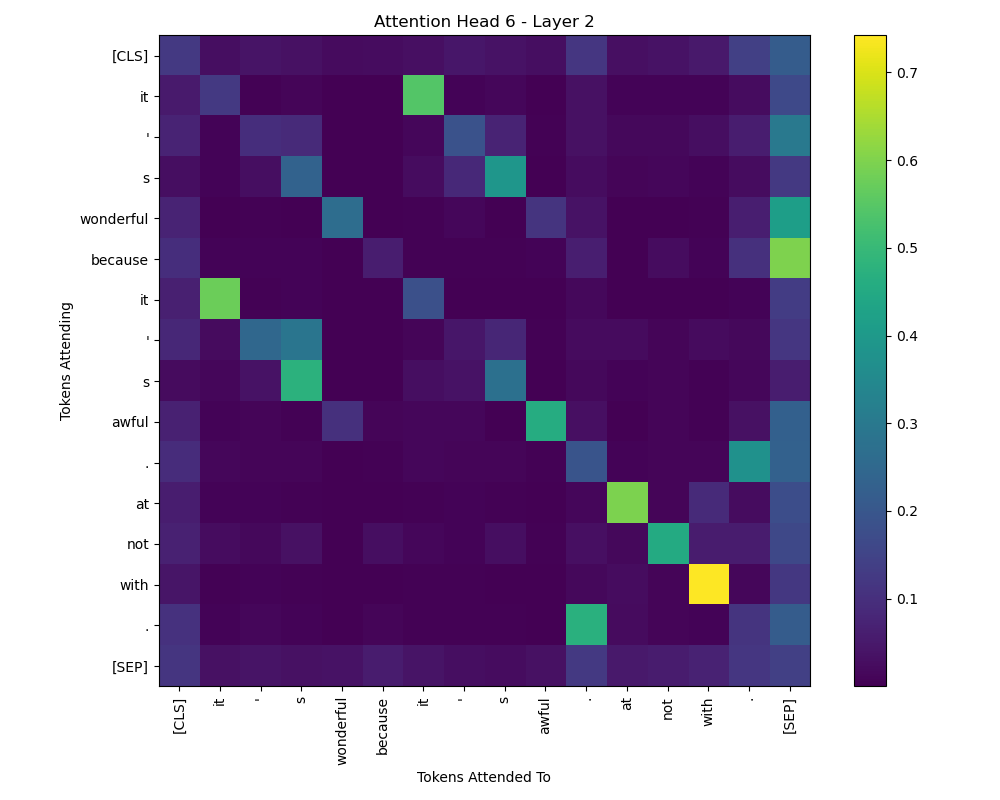 Attention Head 6 - Layer 2
[CLS]
it
'
s
wonderful
because
it
'
s
awful
.
at
not
with
.
[SEP]
Tokens Attending
[CLS]
it
'
s
wonderful
because
it
'
s
awful
.
at
not
with
.
[SEP]
Tokens Attended To
0.7
0.6
0.5
0.4
0.3
0.2
0.1